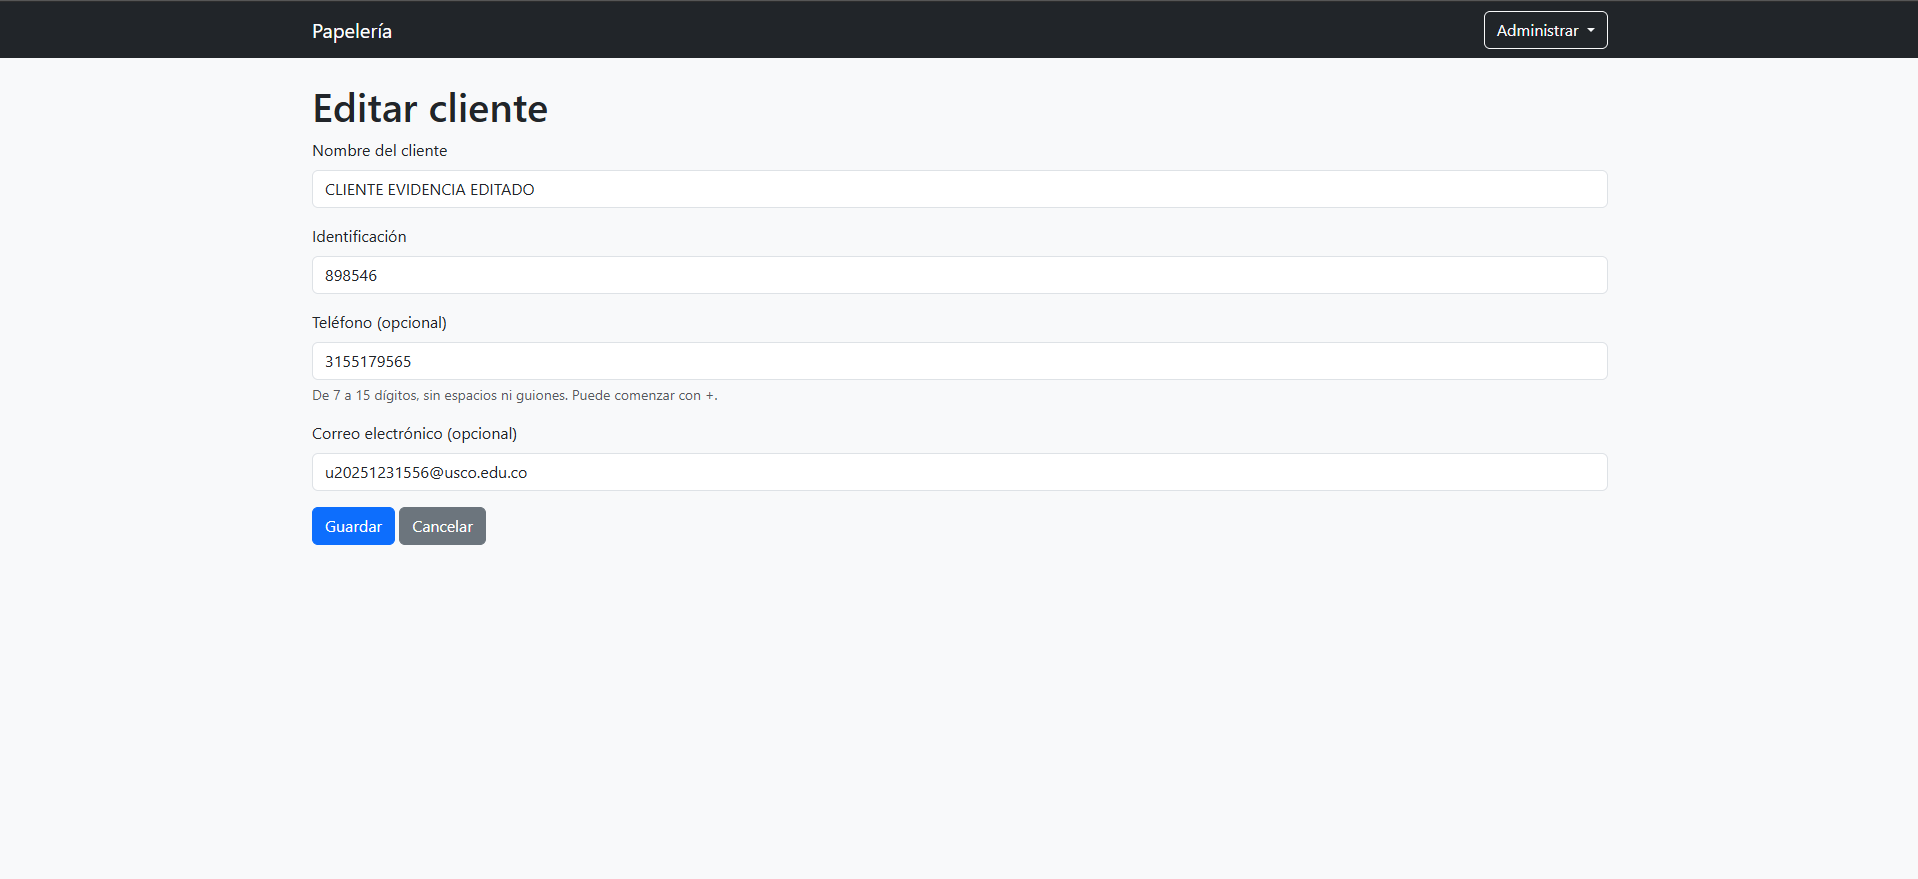 Papelería
Administrar
Editar cliente
Nombre del cliente
CLIENTE EVIDENCIA EDITADO
Identificación
898546
Teléfono (opcional)
3155179565
De 7 a 15 dígitos, sin espacios ni guiones. Puede comenzar con +.
Correo electrónico (opcional)
u20251231556@usco.edu.co
Guardar Cancelar